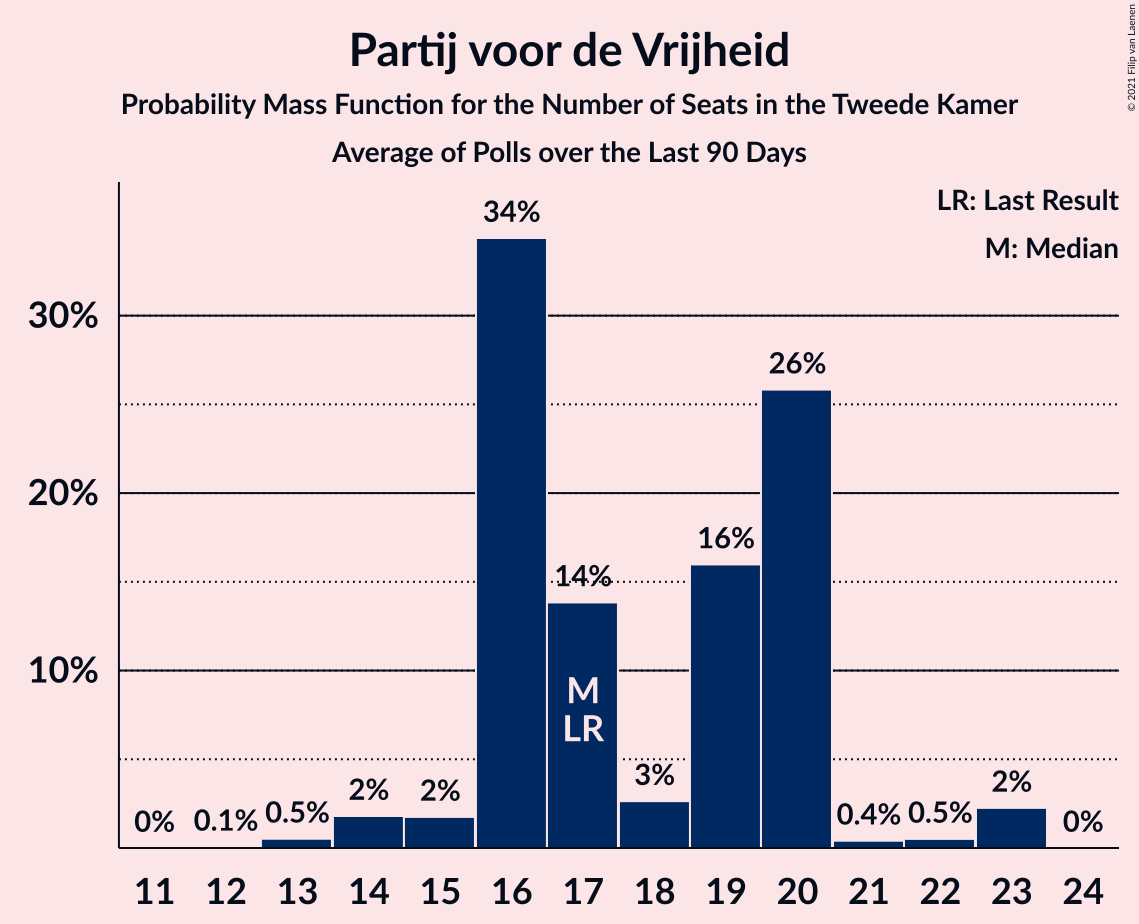 Partij voor de Vrijheid
Probability Mass Function for the Number of Seats in the Tweede Kamer
Average of Polls over the Last 90 Days
© 2021 Filip van Laenen
LR: Last Result
M: Median
34%
30%
26%
20%
16%
14%
10%
M
LR
0%
0.1%
0.5%
2%
2%
3%
0.4%
0.5%
2%
0%
11 12 13 14 15 16 17 18 19 20 21 22 23 24